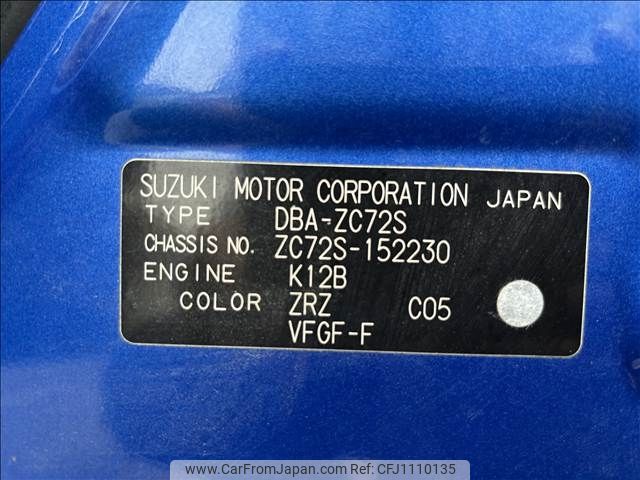 SUZUKI MOTOR CORPORATION JAPAN
TYPE DBA-ZC72S
CHASSIS NO. ZC72S-152230
ENGINE K12B
COLOR ZRZ C05
VFGF-F
www.CarFromJapan.com Ref No. CFJ1110135